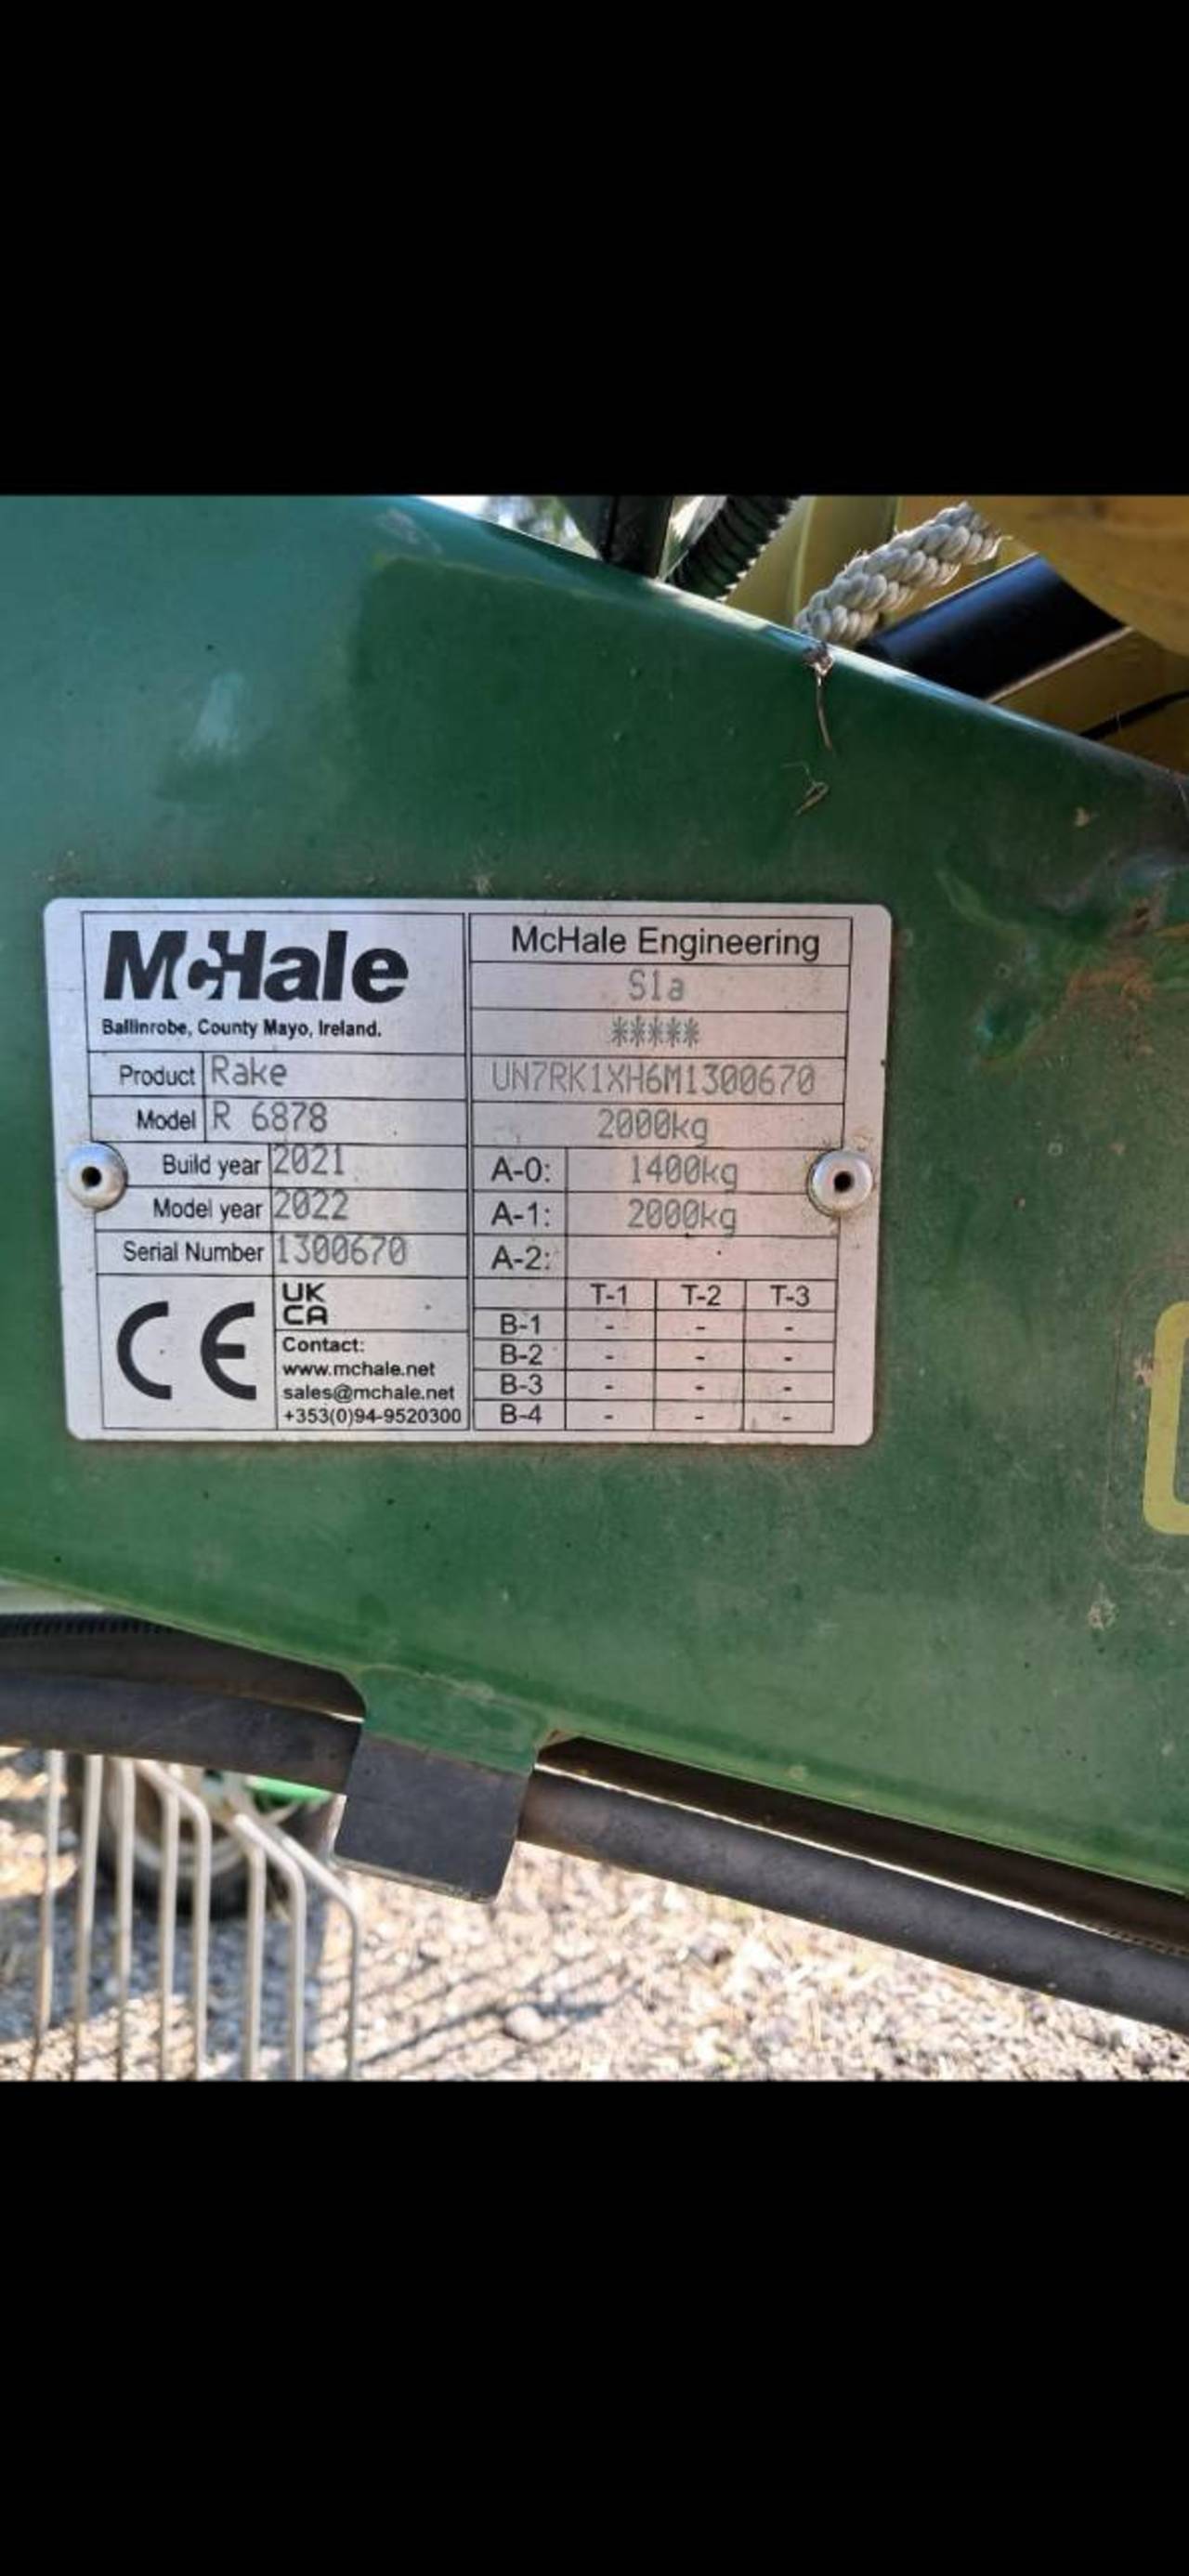 McHale
Ballinrobe, County Mayo, Ireland.
Product Rake
Model R 6878
Build year 2021
Model year 2022
Serial Number 1300670
CE
UK
CA
Contact:
www.mchale.net
sales@mchale.net
+353(0)94-9520300
McHale Engineering
S1a
*****
UN7RK1XH6M1300670
2000kg
A-0: 1400kg
A-1: 2000kg
A-2:
T-1 T-2 T-3
B-1 - - -
B-2 - - -
B-3 - - -
B-4 - - -